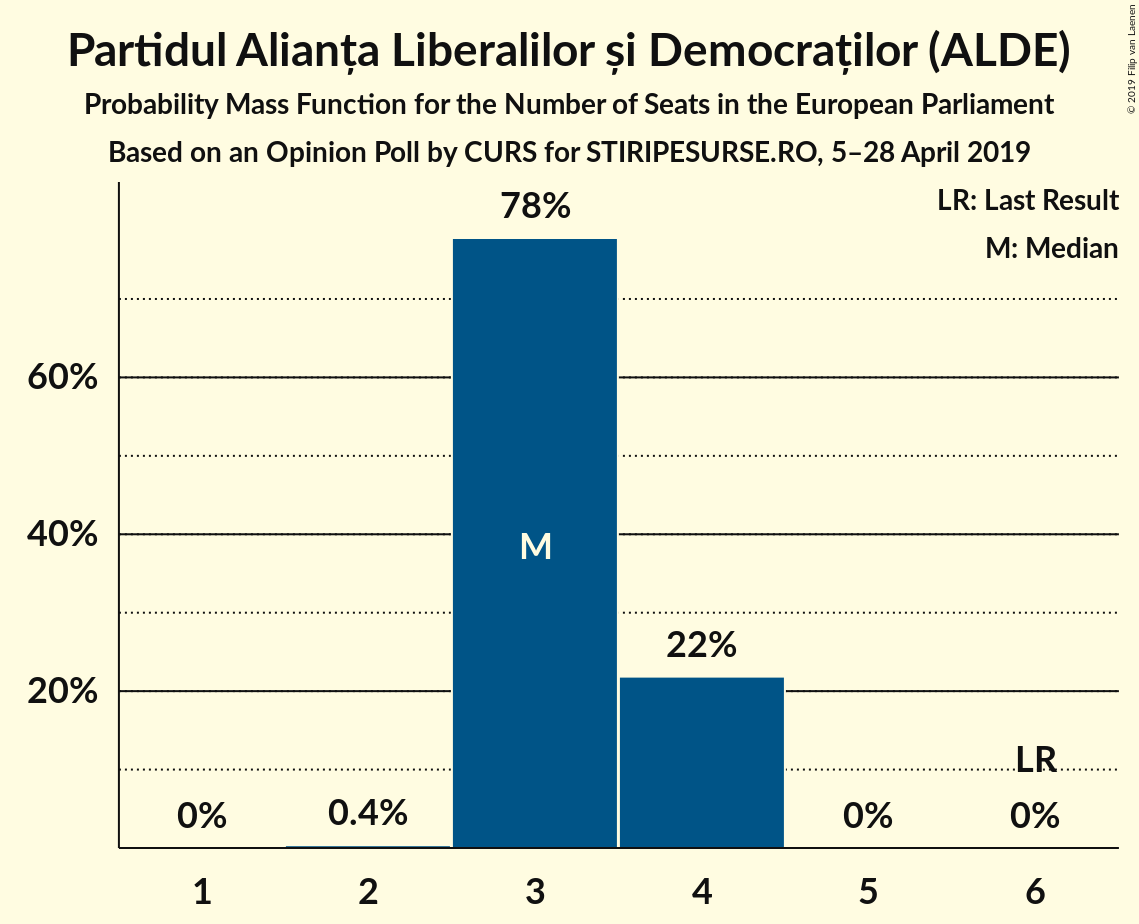 Partidul Alianța Liberalilor și Democraților (ALDE)
Probability Mass Function for the Number of Seats in the European Parliament
Based on an Opinion Poll by CURS for STIRIPESURSE.RO, 5–28 April 2019
© 2019 Filip van Laenen
LR: Last Result
M: Median
78%
60%
40%
M
22%
20%
LR
0%
0.4%
0%
0%
1
2
3
4
5
6